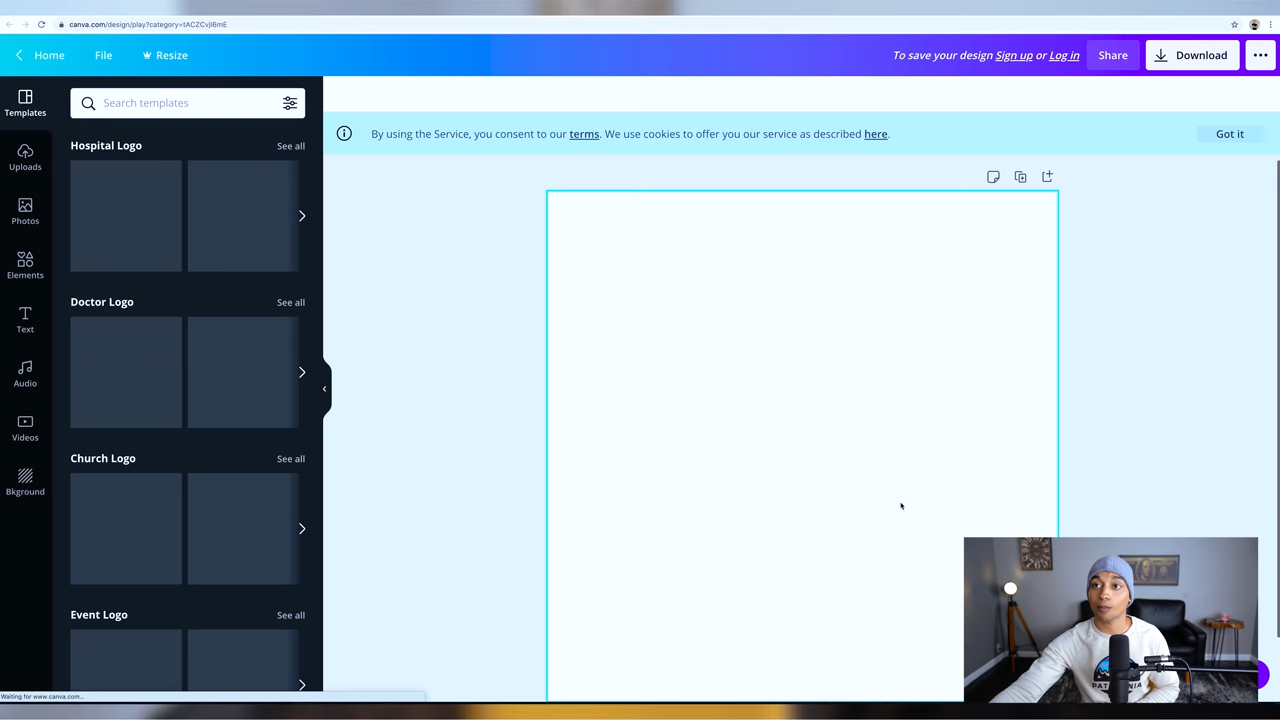 canva.com/design/play?category=tACZCvjI6mE
Home
File
Resize
To save your design Sign up or Log in
Share
Download
Templates
Search templates
Uploads
Photos
Elements
Text
Audio
Videos
Bkground
Hospital Logo
See all
Doctor Logo
See all
Church Logo
See all
Event Logo
See all
By using the Service, you consent to our terms. We use cookies to offer you our service as described here.
Got it
Waiting for www.canva.com...
PATAGONIA